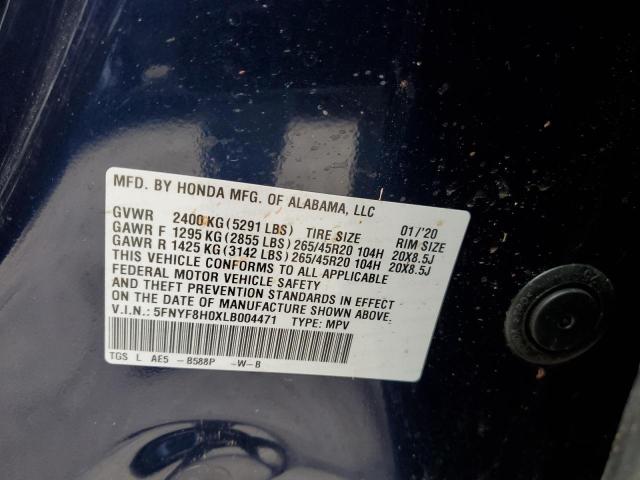 MFD. BY HONDA MFG. OF ALABAMA, LLC
GVWR 2400 KG (5291 LBS) TIRE SIZE 01/'20 RIM SIZE
GAWR F 1295 KG (2855 LBS) 265/45R20 104H 20X8.5J
GAWR R 1425 KG (3142 LBS) 265/45R20 104H 20X8.5J
THIS VEHICLE CONFORMS TO ALL APPLICABLE
FEDERAL MOTOR VEHICLE SAFETY
AND THEFT PREVENTION STANDARDS IN EFFECT
ON THE DATE OF MANUFACTURE SHOWN ABOVE.
V.I.N.: 5FNYF8H0XLB004471 TYPE: MPV
TGS L AE5 -B588P -W-B